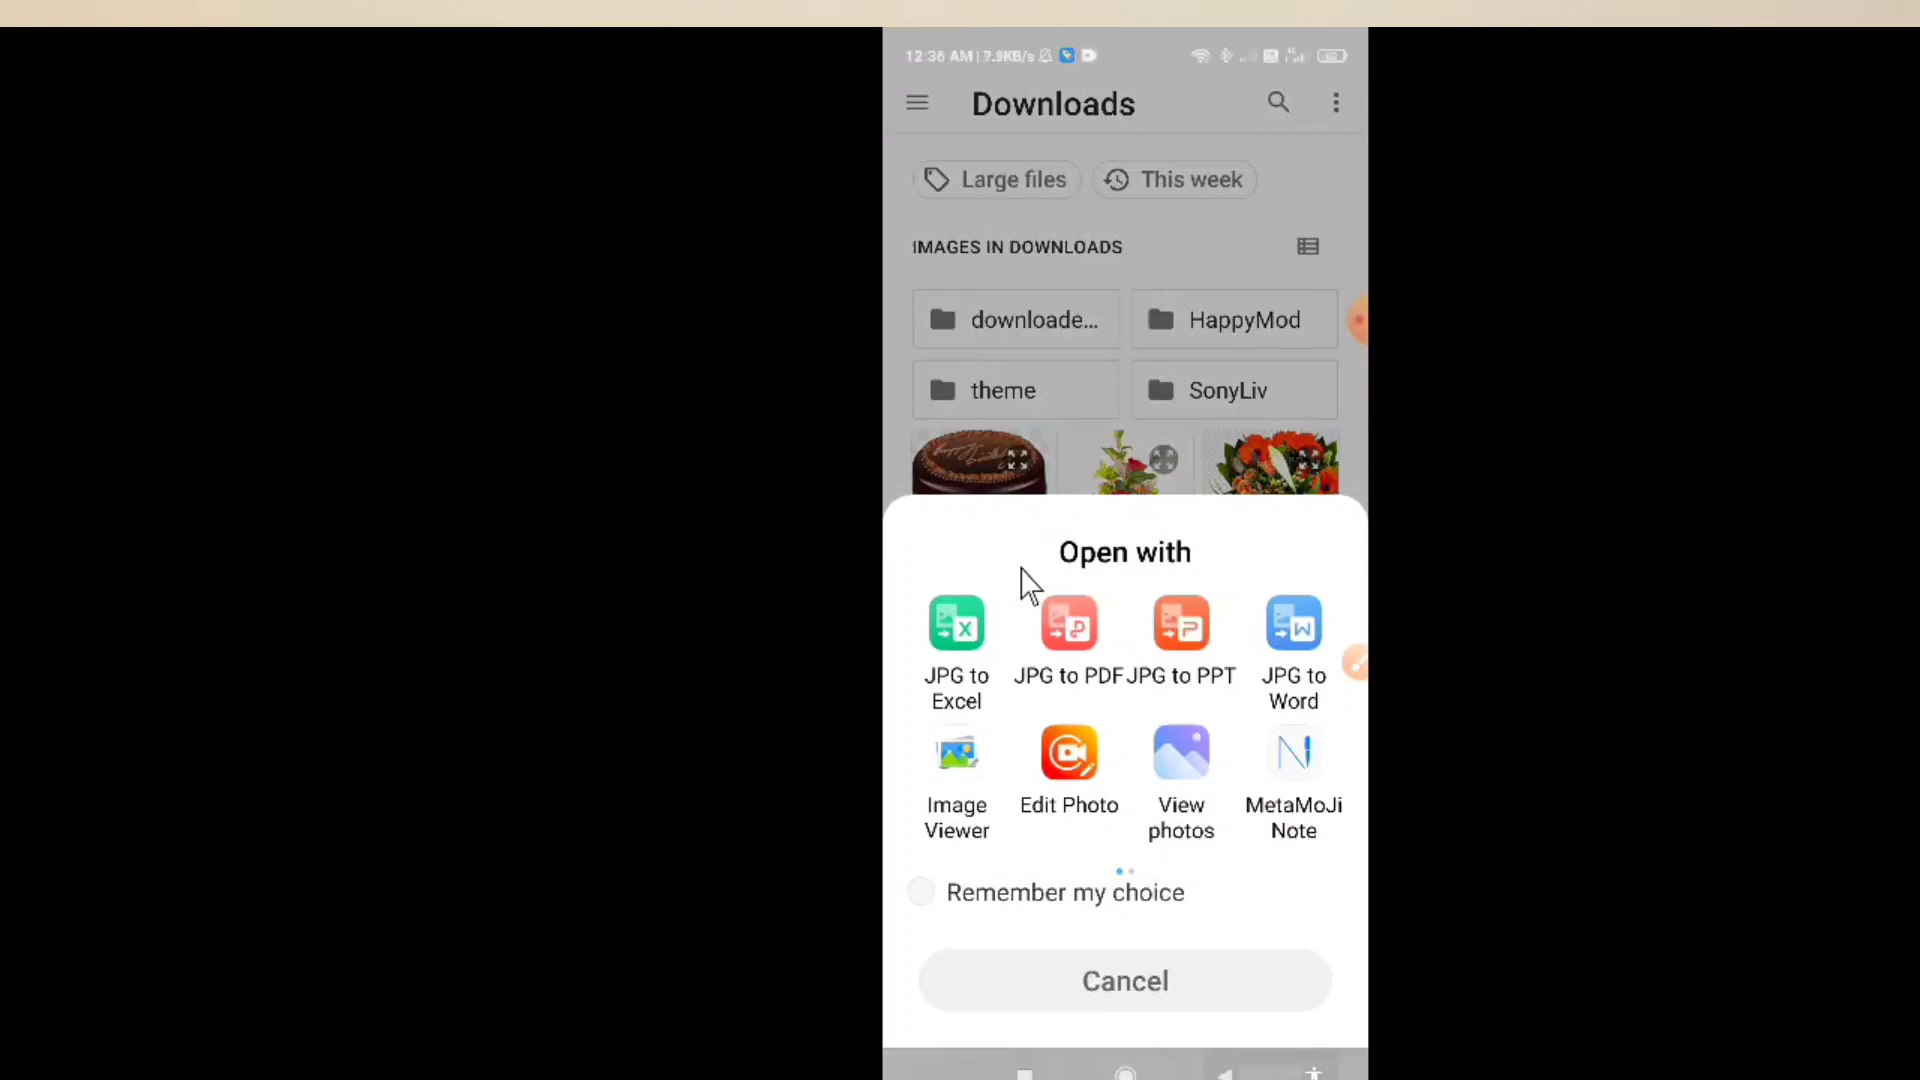 12:36 AM | 7.9KB/s
Downloads
Large files
This week
IMAGES IN DOWNLOADS
downloade...
HappyMod
theme
SonyLiv
Open with
JPG to
Excel
JPG to PDF
JPG to PPT
JPG to
Word
Image
Viewer
Edit Photo
View
photos
MetaMoJi
Note
Remember my choice
Cancel